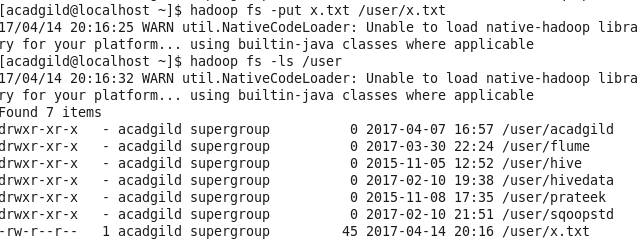 [acadgild@localhost ~]$ hadoop fs -put x.txt /user/x.txt
17/04/14 20:16:25 WARN util.NativeCodeLoader: Unable to load native-hadoop libra
ry for your platform... using builtin-java classes where applicable
[acadgild@localhost ~]$ hadoop fs -ls /user
17/04/14 20:16:32 WARN util.NativeCodeLoader: Unable to load native-hadoop libra
ry for your platform... using builtin-java classes where applicable
Found 7 items
drwxr-xr-x   - acadgild supergroup          0 2017-04-07 16:57 /user/acadgild
drwxr-xr-x   - acadgild supergroup          0 2017-03-30 22:24 /user/flume
drwxr-xr-x   - acadgild supergroup          0 2015-11-05 12:52 /user/hive
drwxr-xr-x   - acadgild supergroup          0 2017-02-10 19:38 /user/hivedata
drwxr-xr-x   - acadgild supergroup          0 2015-11-08 17:35 /user/prateek
drwxr-xr-x   - acadgild supergroup          0 2017-02-10 21:51 /user/sqoopstd
-rw-r--r--   1 acadgild supergroup         45 2017-04-14 20:16 /user/x.txt